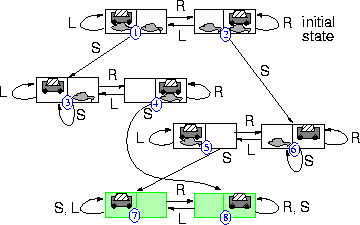 R
L R initial
L state
1 2
S S
R
L R
L
3 4
S S
R
L R
L
5 6
S S
R
S, L R, S
L
7 8